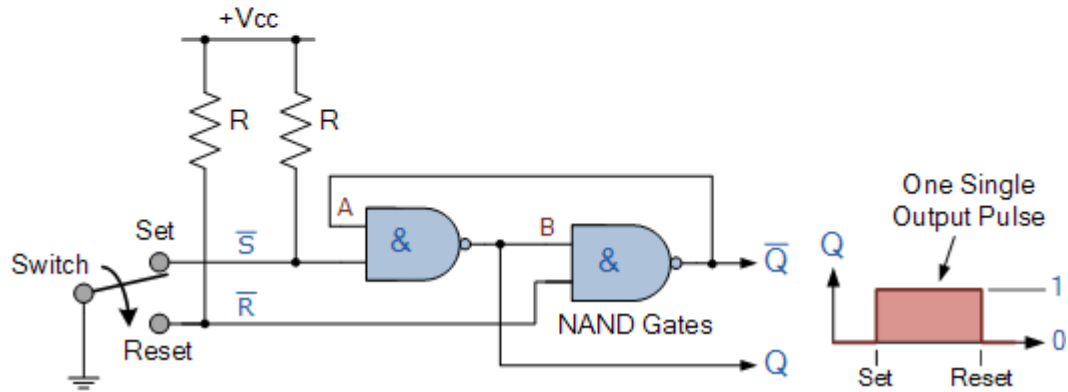 +Vcc
R
R
One Single
Output Pulse
A
Set
S̅
&
B
&
Q̅
Q
1
Switch
R̅
Reset
NAND Gates
0
Q
Set
Reset